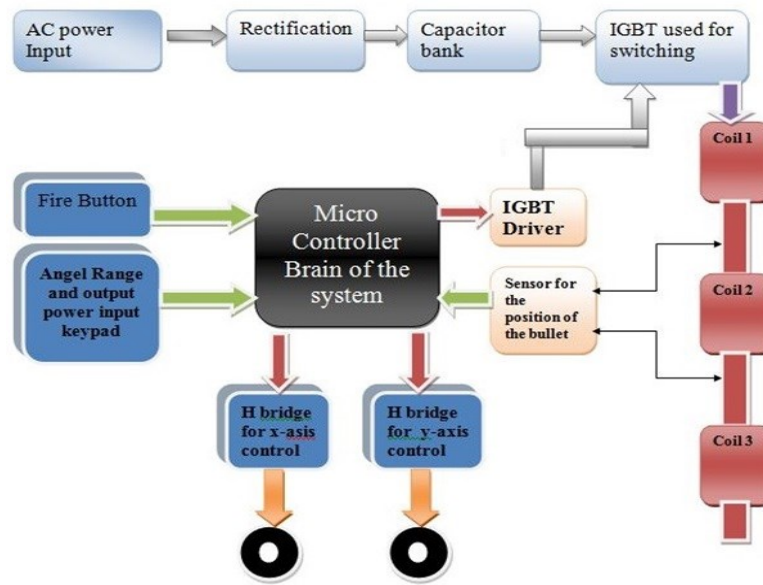 AC power
Input
Rectification
Capacitor
bank
IGBT used for
switching
Coil 1
Fire Button
Micro
Controller
Brain of the
system
IGBT
Driver
Angel Range
and output
power input
keypad
Sensor for
the
position of
the bullet
Coil 2
H bridge
for x-asis
control
H bridge
for y-axis
control
Coil 3